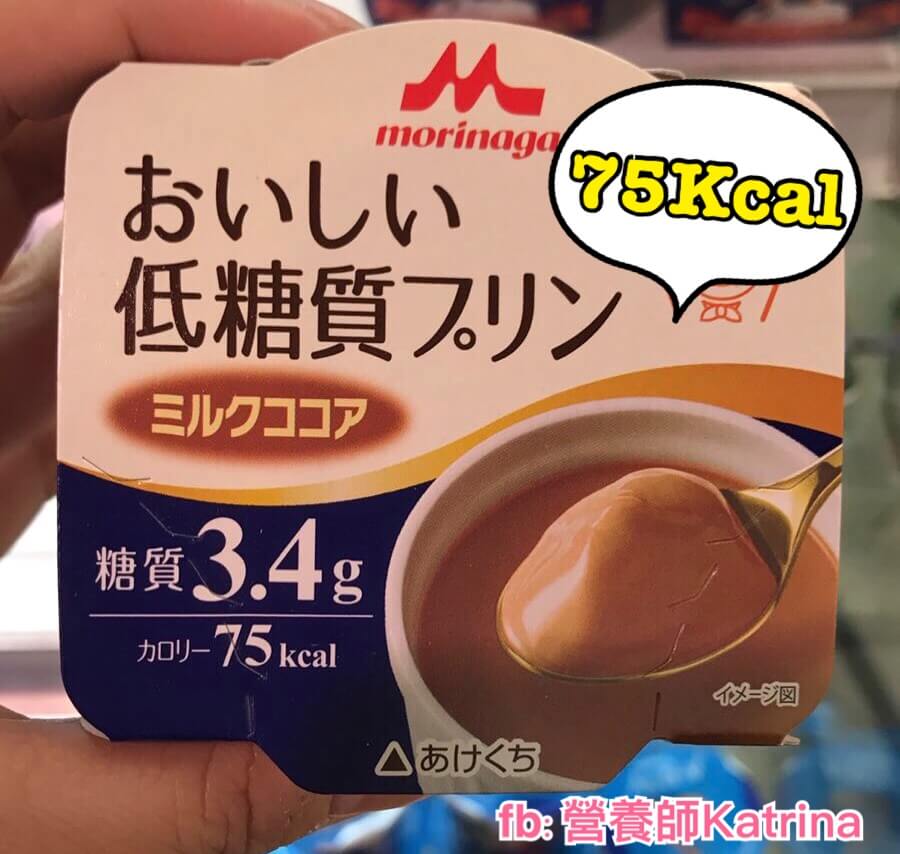 morinaga
75Kcal
おいしい
低糖質プリン
ミルクココア
糖質3.4g
カロリー75kcal
イメージ図
△あけくち
fb: 營養師Katrina